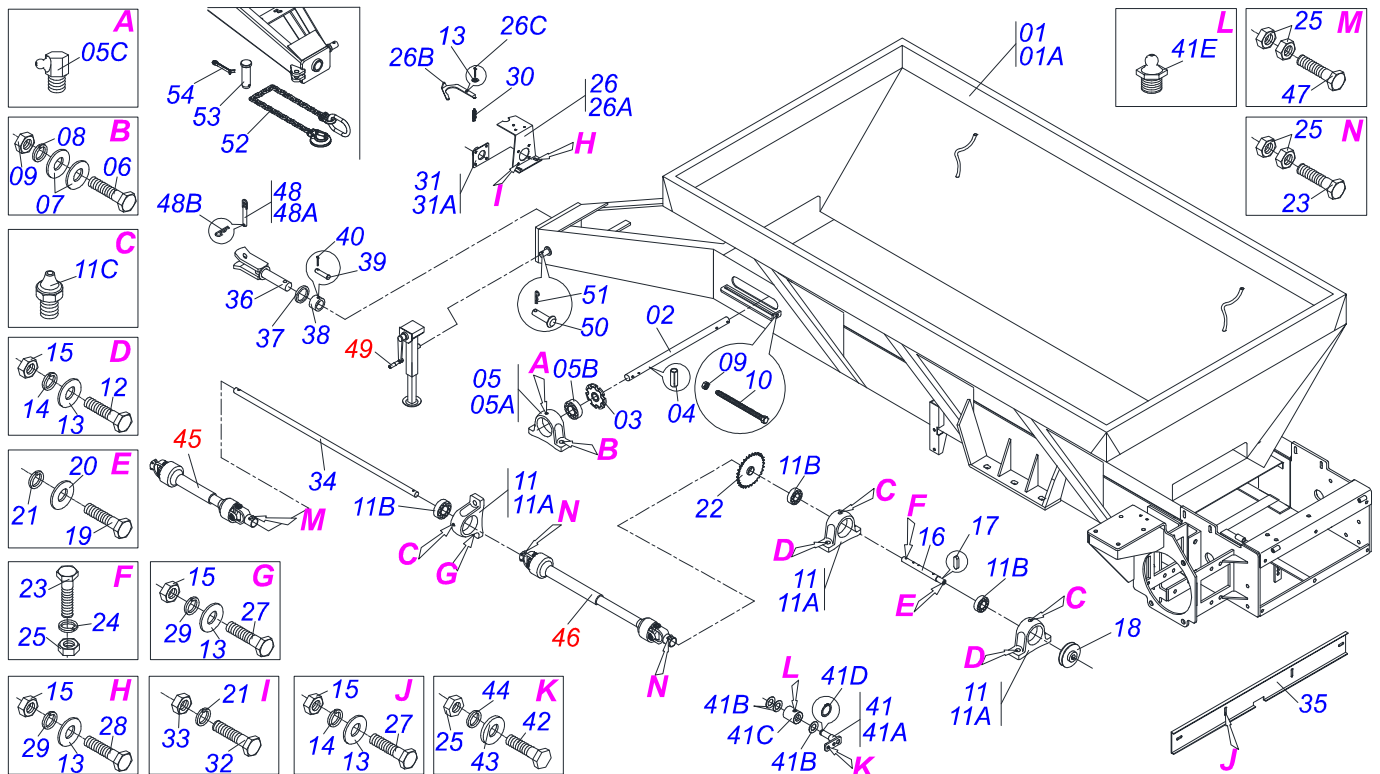 A
05C
B
08
09
06
07
C
11C
D
15
12
14
13
E
20
21
19
F
23
24
25
G
15
27
29
13
H
15
28
29
13
I
21
33
32
J
15
27
14
13
K
44
25
42
43
L
41E
M
25
47
N
25
23
54
53
52
13
26C
26B
30
26
26A
H
I
31
31A
01
01A
48B
48
48A
40
39
36
37
38
51
50
49
02
09
10
04
A
05B
05
05A
03
B
45
M
34
11B
11
11A
C
G
N
46
N
22
11B
C
D
11
11A
F
16
17
E
11B
C
D
11
11A
18
L
41D
41B
41C
41B
41
41A
K
35
J